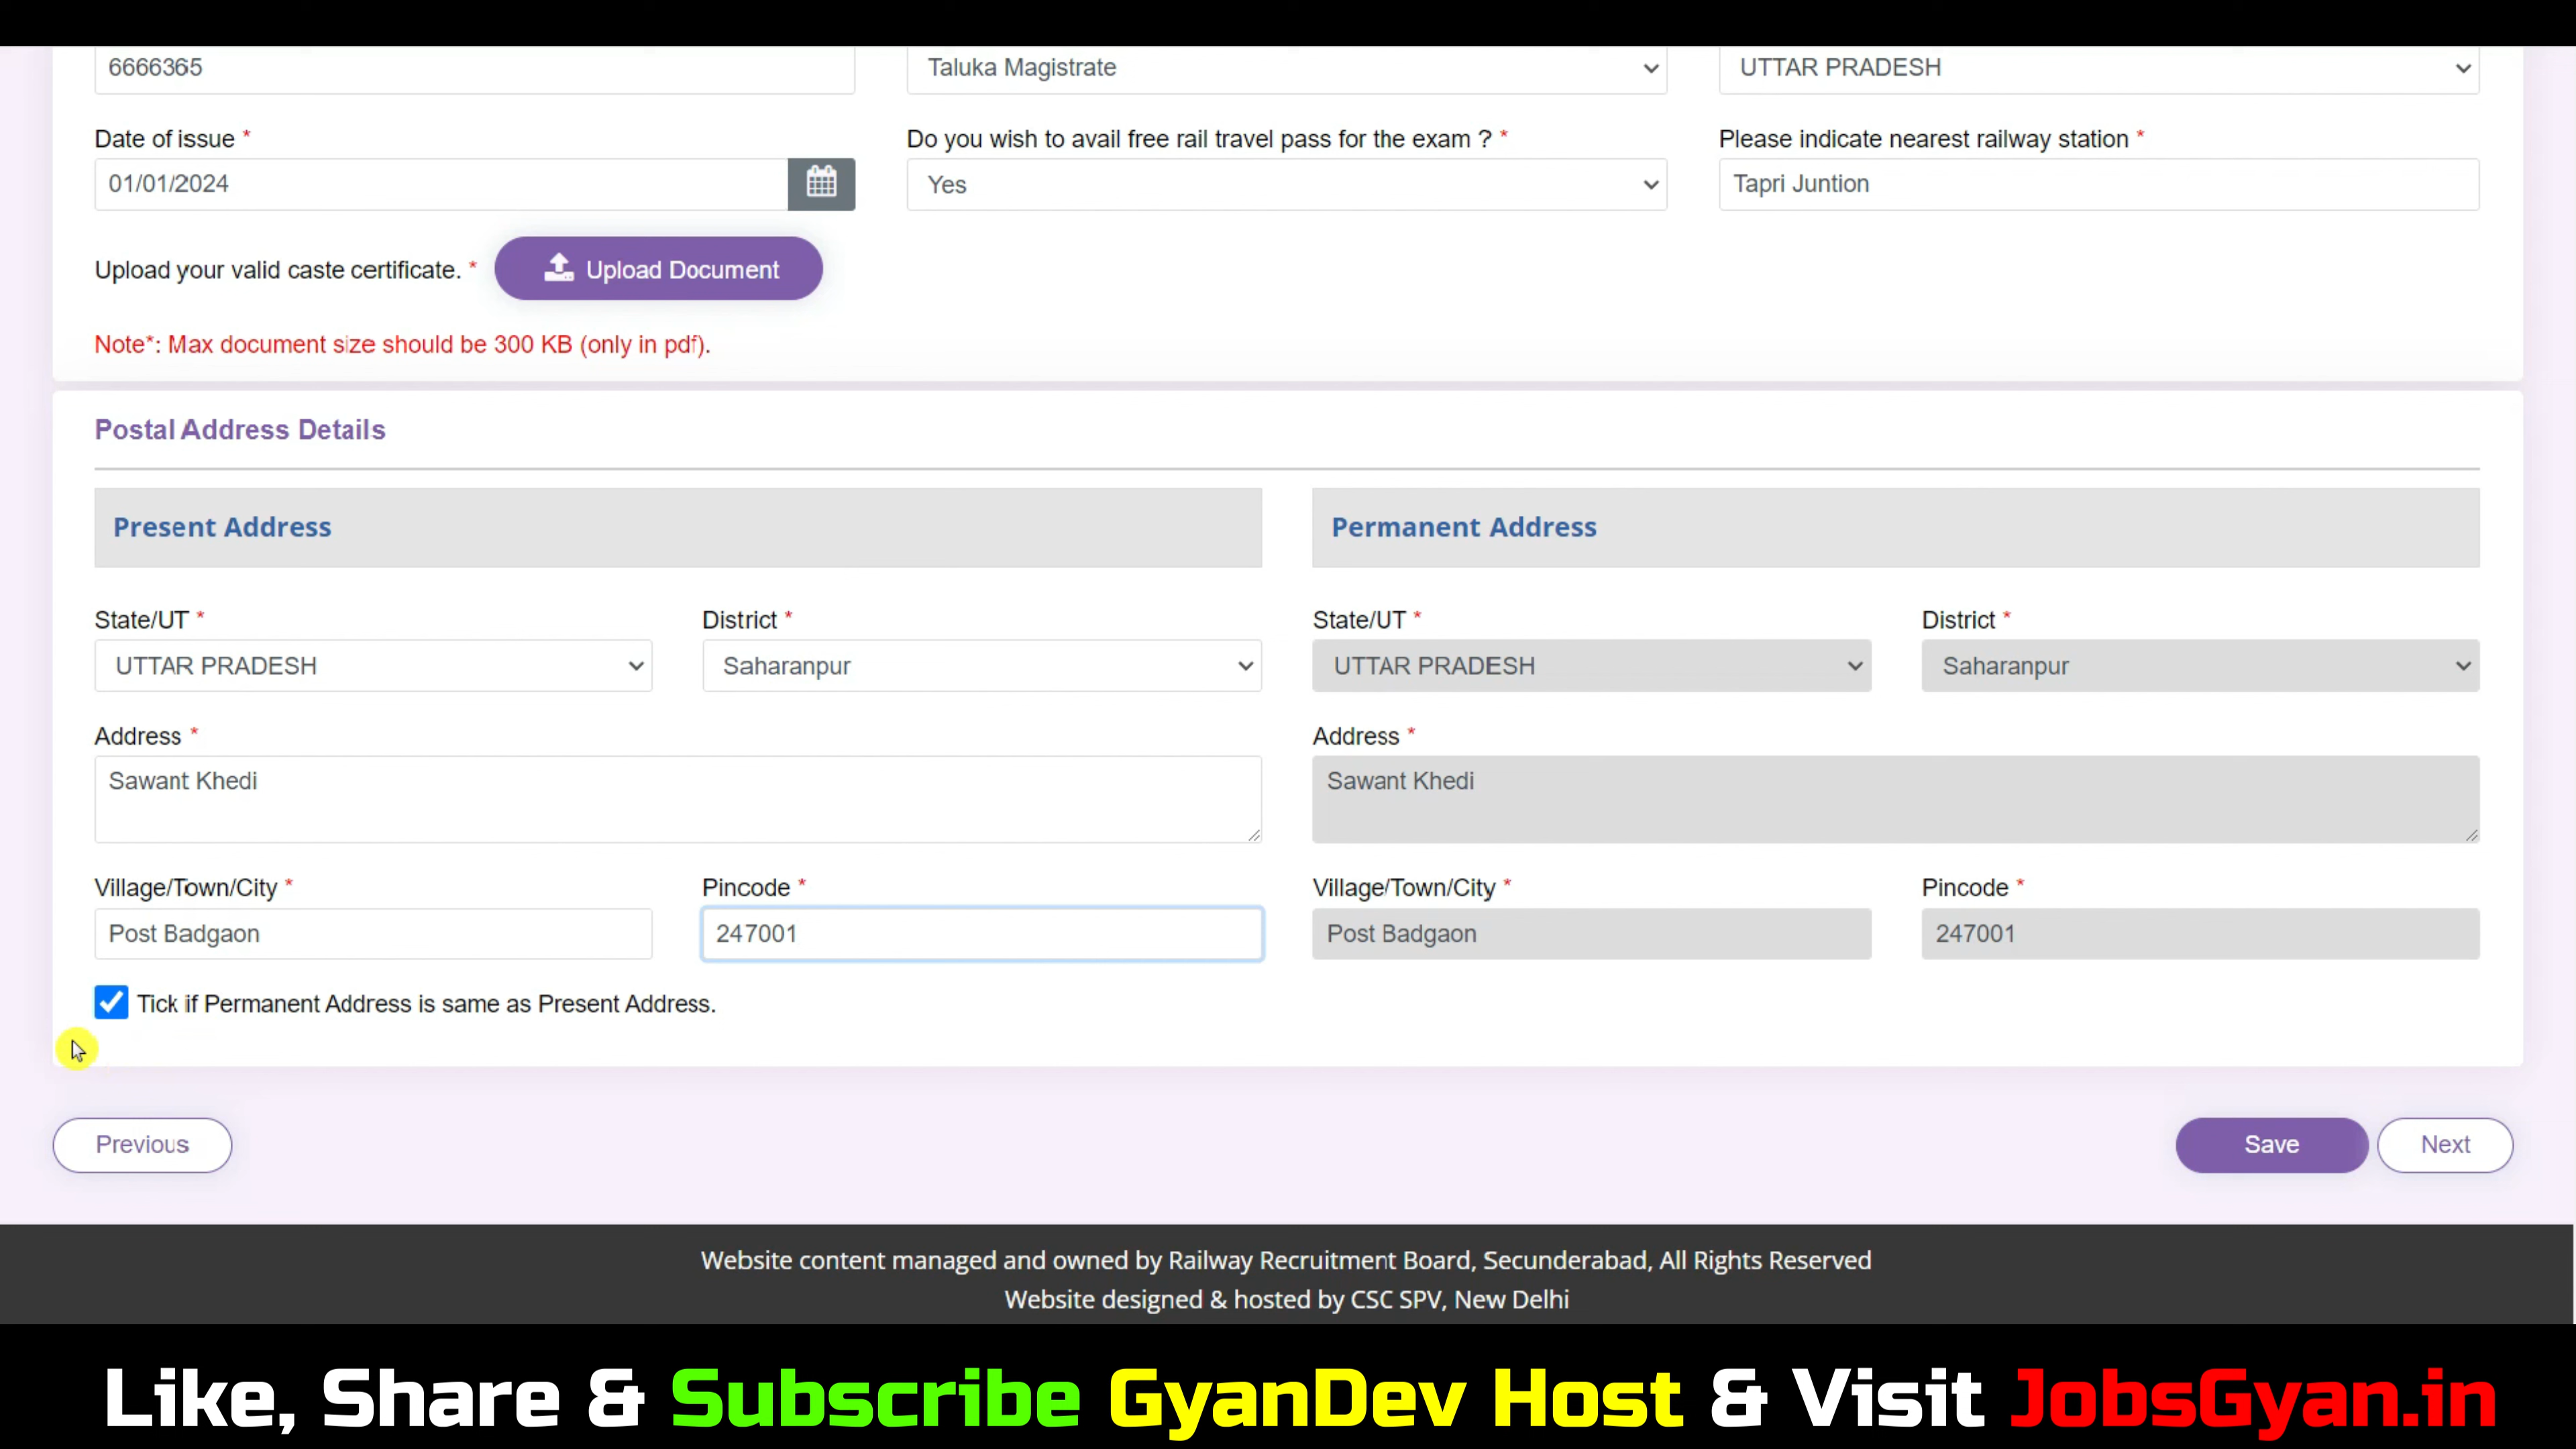 6666365 Taluka Magistrate UTTAR PRADESH
Date of issue * Do you wish to avail free rail travel pass for the exam ? * Please indicate nearest railway station *
01/01/2024 Yes Tapri Juntion
Upload your valid caste certificate. * Upload Document
Note*: Max document size should be 300 KB (only in pdf).
Postal Address Details
Present Address Permanent Address
State/UT * District * State/UT * District *
UTTAR PRADESH Saharanpur UTTAR PRADESH Saharanpur
Address * Address *
Sawant Khedi Sawant Khedi
Village/Town/City * Pincode * Village/Town/City * Pincode *
Post Badgaon 247001 Post Badgaon 247001
Tick if Permanent Address is same as Present Address.
Previous Save Next
Website content managed and owned by Railway Recruitment Board, Secunderabad, All Rights Reserved
Website designed & hosted by CSC SPV, New Delhi
Like, Share & Subscribe GyanDev Host & Visit JobsGyan.in